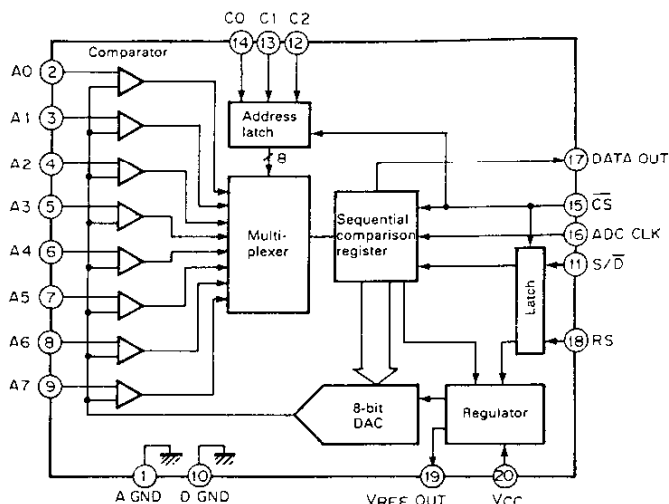 C0 C1 C2
14 13 12
Comparator
A0 2
A1 3
A2 4
A3 5
A4 6
A5 7
A6 8
A7 9
Address
latch
8
Multi-
plexer
Sequential
comparison
register
17 DATA OUT
15 CS
16 ADC CLK
11 S/D
Latch
18 RS
8-bit
DAC
Regulator
1 10 19 20
A GND D GND VREF OUT VCC